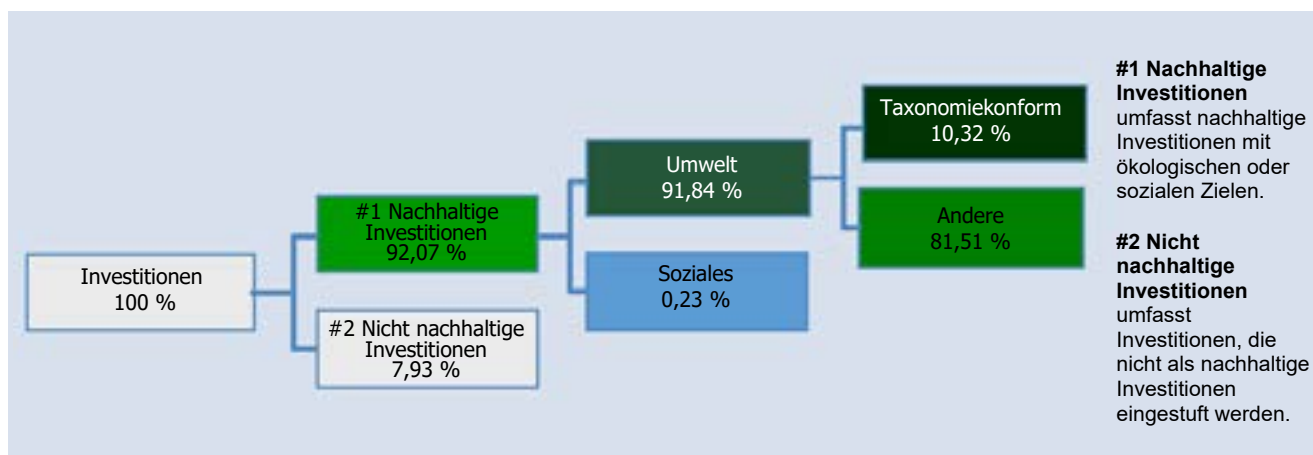 Investitionen
100 %
#1 Nachhaltige
Investitionen
92,07 %
#2 Nicht nachhaltige
Investitionen
7,93 %
Umwelt
91,84 %
Soziales
0,23 %
Taxonomiekonform
10,32 %
Andere
81,51 %
#1 Nachhaltige
Investitionen
umfasst nachhaltige
Investitionen mit
ökologischen oder
sozialen Zielen.
#2 Nicht
nachhaltige
Investitionen
umfasst
Investitionen, die
nicht als nachhaltige
Investitionen
eingestuft werden.